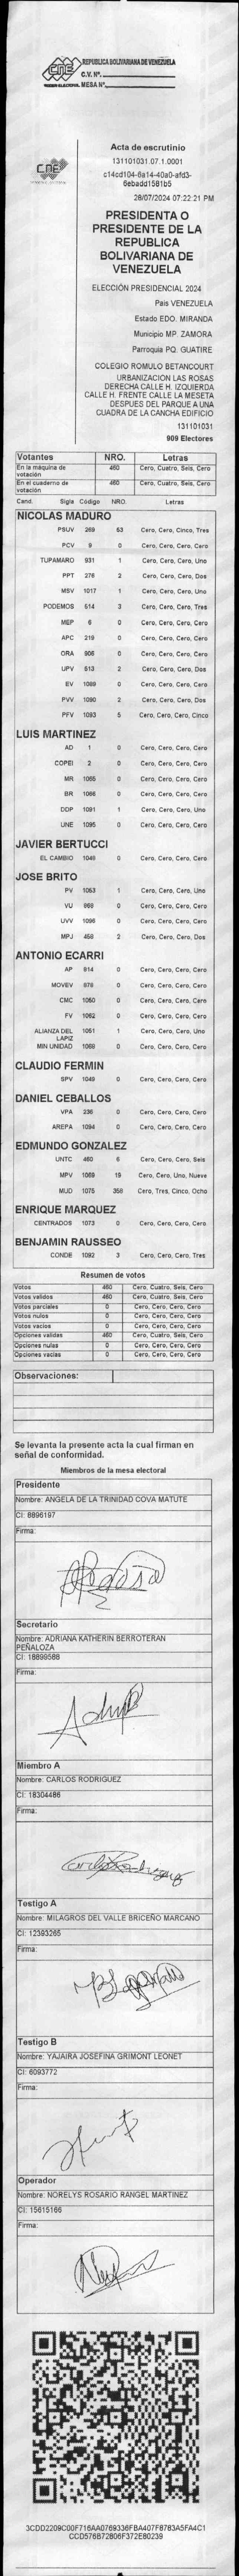 CNE
REPUBLICA BOLIVARIANA DE VENEZUELA
C.V. Nº.
PODER ELECTORAL MESA Nº.
CNE
Acta de escrutinio
131101031.07.1.0001
c14cd104-6a14-40a0-afd3-
6ebadd1581b5
28/07/2024 07:22:21 PM
PRESIDENTA O
PRESIDENTE DE LA
REPUBLICA
BOLIVARIANA DE
VENEZUELA
ELECCIÓN PRESIDENCIAL 2024
Pais VENEZUELA
Estado EDO. MIRANDA
Municipio MP. ZAMORA
Parroquia PQ. GUATIRE
COLEGIO ROMULO BETANCOURT
URBANIZACION LAS ROSAS
DERECHA CALLE H. IZQUIERDA
CALLE H. FRENTE CALLE LA MESETA
DESPUES DEL PARQUE A UNA
CUADRA DE LA CANCHA EDIFICIO
131101031
909 Electores
Votantes NRO. Letras
En la máquina de votación 460 Cero, Cuatro, Seis, Cero
En el cuaderno de votación 460 Cero, Cuatro, Seis, Cero
Cand. Sigla Código NRO. Letras
NICOLAS MADURO
PSUV 269 53 Cero, Cero, Cinco, Tres
PCV 9 0 Cero, Cero, Cero, Cero
TUPAMARO 931 1 Cero, Cero, Cero, Uno
PPT 276 2 Cero, Cero, Cero, Dos
MSV 1017 1 Cero, Cero, Cero, Uno
PODEMOS 514 3 Cero, Cero, Cero, Tres
MEP 6 0 Cero, Cero, Cero, Cero
APC 219 0 Cero, Cero, Cero, Cero
ORA 906 0 Cero, Cero, Cero, Cero
UPV 513 2 Cero, Cero, Cero, Dos
EV 1089 0 Cero, Cero, Cero, Cero
PVV 1090 2 Cero, Cero, Cero, Dos
PFV 1093 5 Cero, Cero, Cero, Cinco
LUIS MARTINEZ
AD 1 0 Cero, Cero, Cero, Cero
COPEI 2 0 Cero, Cero, Cero, Cero
MR 1065 0 Cero, Cero, Cero, Cero
BR 1066 0 Cero, Cero, Cero, Cero
DDP 1091 1 Cero, Cero, Cero, Uno
UNE 1095 0 Cero, Cero, Cero, Cero
JAVIER BERTUCCI
EL CAMBIO 1048 0 Cero, Cero, Cero, Cero
JOSE BRITO
PV 1053 1 Cero, Cero, Cero, Uno
VU 968 0 Cero, Cero, Cero, Cero
UVV 1096 0 Cero, Cero, Cero, Cero
MPJ 458 2 Cero, Cero, Cero, Dos
ANTONIO ECARRI
AP 914 0 Cero, Cero, Cero, Cero
MOVEV 979 0 Cero, Cero, Cero, Cero
CMC 1050 0 Cero, Cero, Cero, Cero
FV 1062 0 Cero, Cero, Cero, Cero
ALIANZA DEL LAPIZ 1051 1 Cero, Cero, Cero, Uno
MIN UNIDAD 1058 0 Cero, Cero, Cero, Cero
CLAUDIO FERMIN
SPV 1049 0 Cero, Cero, Cero, Cero
DANIEL CEBALLOS
VPA 236 0 Cero, Cero, Cero, Cero
AREPA 1094 0 Cero, Cero, Cero, Cero
EDMUNDO GONZALEZ
UNTC 460 6 Cero, Cero, Cero, Seis
MPV 1069 19 Cero, Cero, Uno, Nueve
MUD 1075 358 Cero, Tres, Cinco, Ocho
ENRIQUE MARQUEZ
CENTRADOS 1073 0 Cero, Cero, Cero, Cero
BENJAMIN RAUSSEO
CONDE 1092 3 Cero, Cero, Cero, Tres
Resumen de votos
Votos 460 Cero, Cuatro, Seis, Cero
Votos validos 460 Cero, Cuatro, Seis, Cero
Votos parciales 0 Cero, Cero, Cero, Cero
Votos nulos 0 Cero, Cero, Cero, Cero
Votos vacios 0 Cero, Cero, Cero, Cero
Opciones validas 460 Cero, Cuatro, Seis, Cero
Opciones nulas 0 Cero, Cero, Cero, Cero
Opciones vacias 0 Cero, Cero, Cero, Cero
Observaciones:
Se levanta la presente acta la cual firman en
señal de conformidad.
Miembros de la mesa electoral
Presidente
Nombre: ANGELA DE LA TRINIDAD COVA MATUTE
CI: 8896197
Firma:
Secretario
Nombre: ADRIANA KATHERIN BERROTERAN
PEÑALOZA
CI: 18899588
Firma:
Miembro A
Nombre: CARLOS RODRIGUEZ
CI: 18304486
Firma:
Testigo A
Nombre: MILAGROS DEL VALLE BRICEÑO MARCANO
CI: 12393265
Firma:
Testigo B
Nombre: YAJAIRA JOSEFINA GRIMONT LEONET
CI: 6093772
Firma:
Operador
Nombre: NORELYS ROSARIO RANGEL MARTINEZ
CI: 15615166
Firma:
3CDD2209C00F716AA0769336FBA407F8783A5FA4C1
CCD576B72806F372E80239